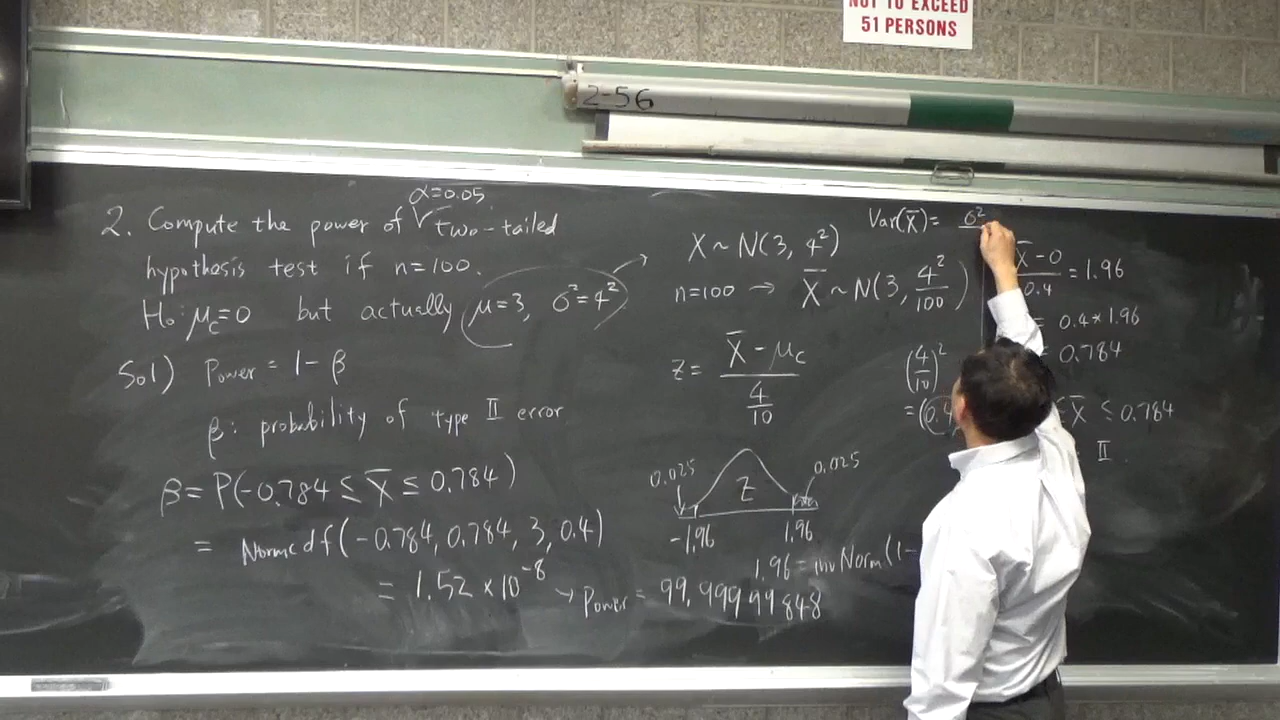 NOT TO EXCEED
51 PERSONS
2-56
α=0.05
2. Compute the power of √ two-tailed
hypothesis test if n=100.
H₀: μc=0 but actually (μ=3, σ²=4²)
Sol) Power = 1-β
β: probability of type II error
β= P(-0.784 ≤ X̄ ≤ 0.784)
= Normcdf(-0.784, 0.784, 3, 0.4)
= 1.52 × 10⁻⁸ → Power = 99.99999848
X ~ N(3, 4²)
n=100 → X̄ ~ N(3, 4²/100)
Z = (X̄ - μc)/(4/10)
(4/10)²
= (0.4
0.025 Z 0.025
-1.96 1.96
1.96 = invNorm(1-
Var(X̄) = σ²
X̄-0/0.4 = 1.96
= 0.4*1.96
= 0.784
≤ X̄ ≤ 0.784
II